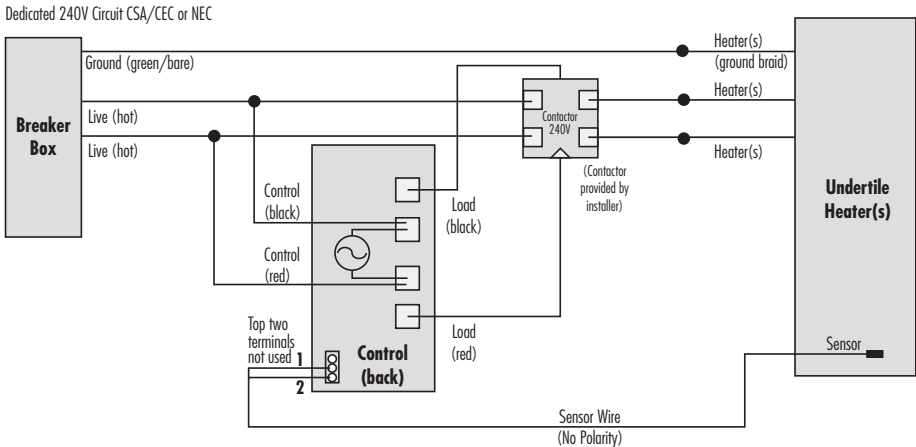 Dedicated 240V Circuit CSA/CEC or NEC
Ground (green/bare)
Heater(s)
(ground braid)
Live (hot)
Heater(s)
Breaker
Box
Live (hot)
Contactor
240V
Heater(s)
(Contactor
provided by
installer)
Control
(black)
Load
(black)
Undertile
Heater(s)
Control
(red)
Load
(red)
Top two
terminals
not used
1
2
Control
(back)
Sensor
Sensor Wire
(No Polarity)